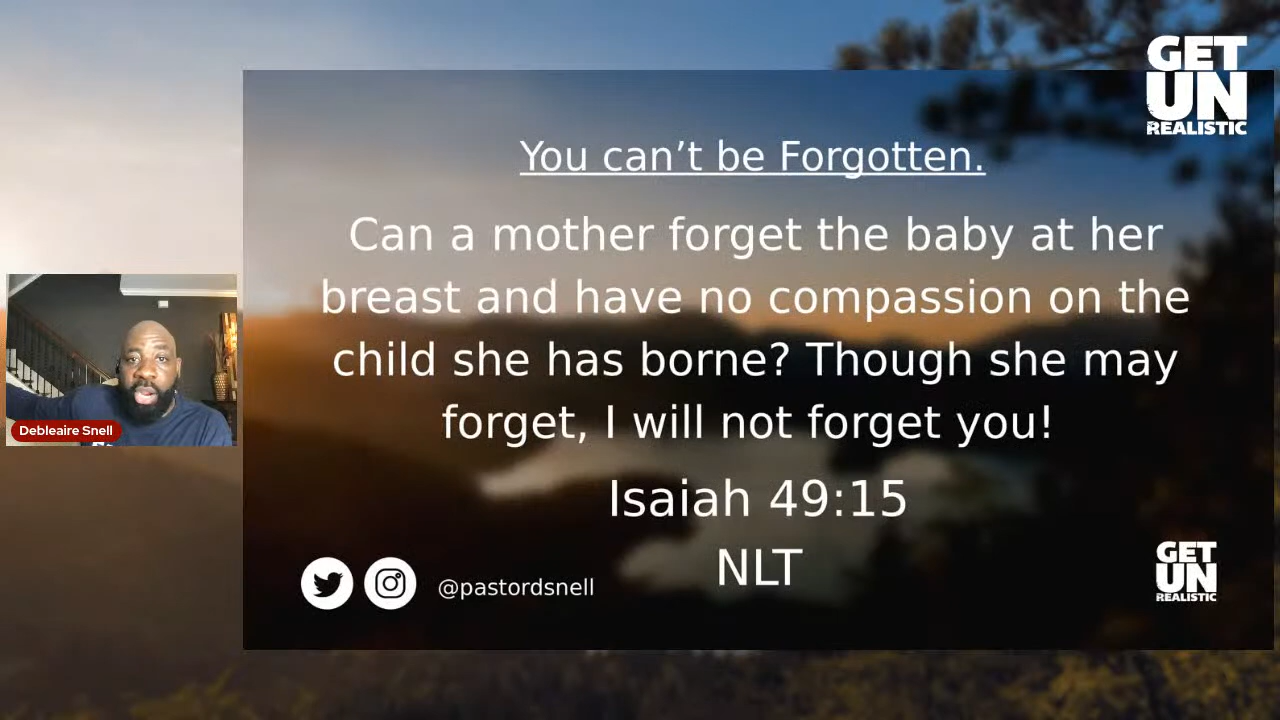 GET
UN
REALISTIC
You can’t be Forgotten.
Can a mother forget the baby at her
breast and have no compassion on the
child she has borne? Though she may
forget, I will not forget you!
Isaiah 49:15
NLT
Debleaire Snell
@pastordsnell
GET
UN
REALISTIC